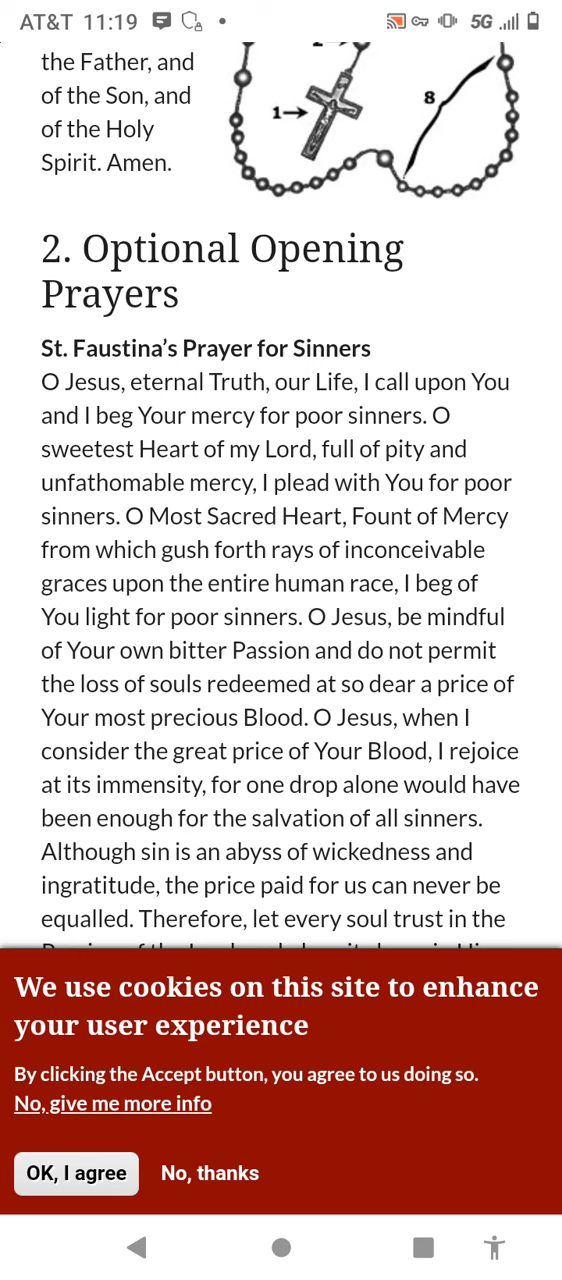 AT&T 11:19
5G
the Father, and
of the Son, and
of the Holy
Spirit. Amen.
1
8
2. Optional Opening
Prayers
St. Faustina’s Prayer for Sinners
O Jesus, eternal Truth, our Life, I call upon You
and I beg Your mercy for poor sinners. O
sweetest Heart of my Lord, full of pity and
unfathomable mercy, I plead with You for poor
sinners. O Most Sacred Heart, Fount of Mercy
from which gush forth rays of inconceivable
graces upon the entire human race, I beg of
You light for poor sinners. O Jesus, be mindful
of Your own bitter Passion and do not permit
the loss of souls redeemed at so dear a price of
Your most precious Blood. O Jesus, when I
consider the great price of Your Blood, I rejoice
at its immensity, for one drop alone would have
been enough for the salvation of all sinners.
Although sin is an abyss of wickedness and
ingratitude, the price paid for us can never be
equalled. Therefore, let every soul trust in the
We use cookies on this site to enhance
your user experience
By clicking the Accept button, you agree to us doing so.
No, give me more info
OK, I agree No, thanks